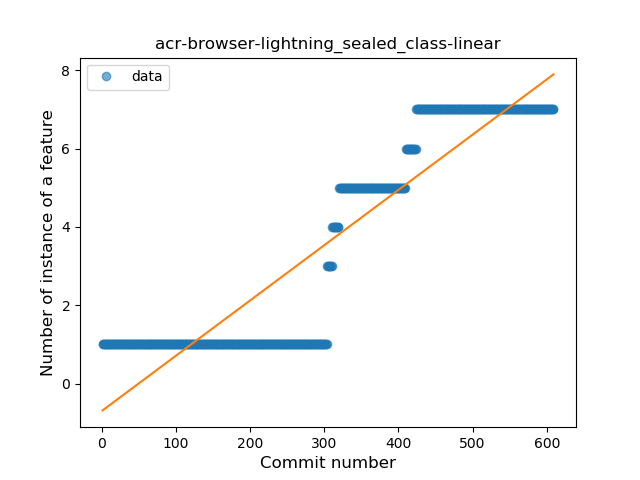 acr-browser-lightning_sealed_class-linear
data
Number of instance of a feature
8
6
4
2
0
0 100 200 300 400 500 600
Commit number